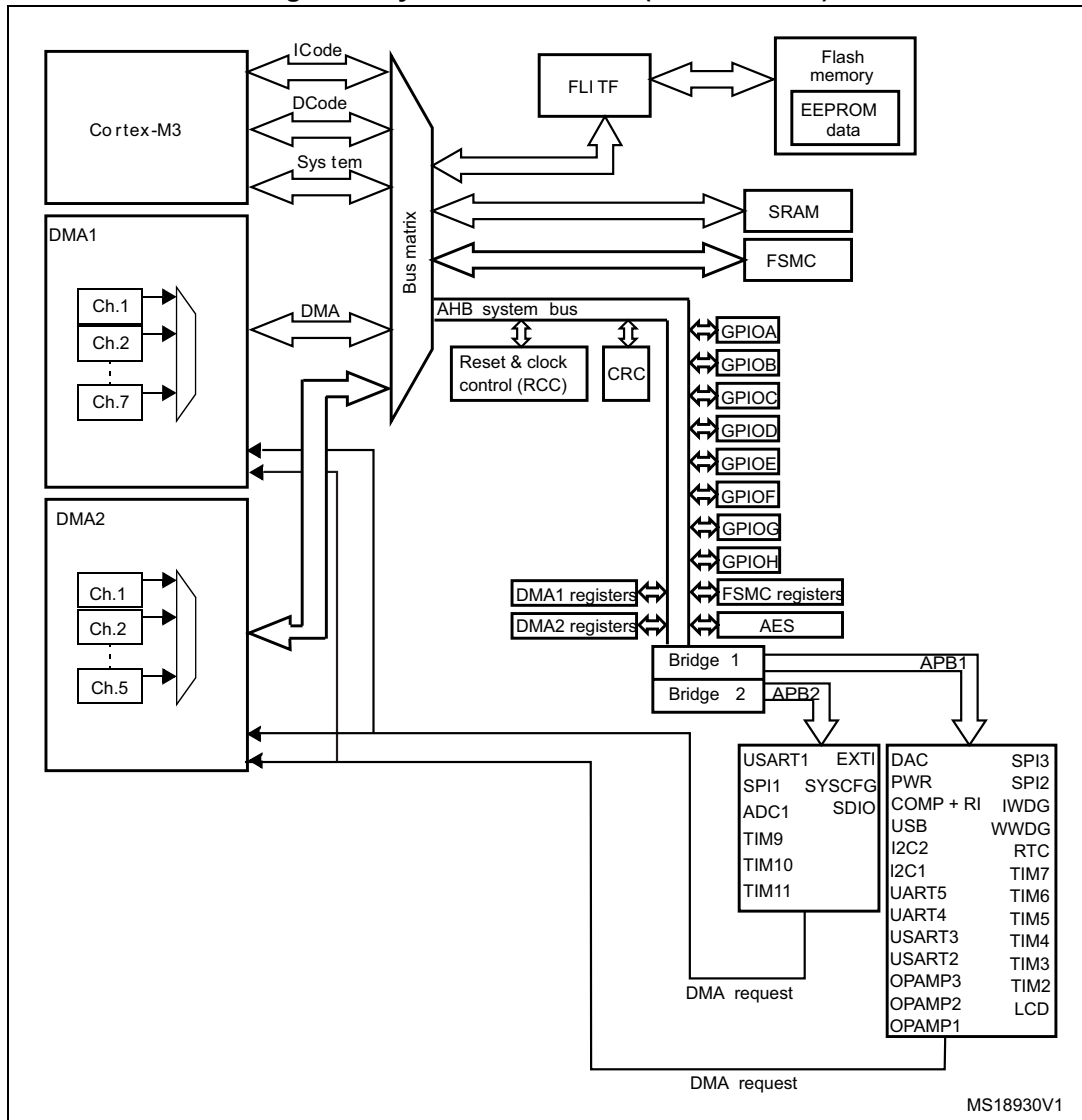 ICode
DCode
System
Cortex-M3
FLITF
Flash
memory
EEPROM
data
SRAM
FSMC
Bus matrix
DMA1
Ch.1
Ch.2
Ch.7
DMA
AHB system bus
Reset & clock
control (RCC)
CRC
GPIOA
GPIOB
GPIOC
GPIOD
GPIOE
GPIOF
GPIOG
GPIOH
DMA2
Ch.1
Ch.2
Ch.5
DMA1 registers
DMA2 registers
FSMC registers
AES
Bridge 1
Bridge 2
APB1
APB2
USART1 EXTI
SPI1 SYSCFG
ADC1 SDIO
TIM9
TIM10
TIM11
DAC SPI3
PWR SPI2
COMP + RI IWDG
USB WWDG
I2C2 RTC
I2C1 TIM7
UART5 TIM6
UART4 TIM5
USART3 TIM4
USART2 TIM3
OPAMP3 TIM2
OPAMP2 LCD
OPAMP1
DMA request
DMA request
MS18930V1